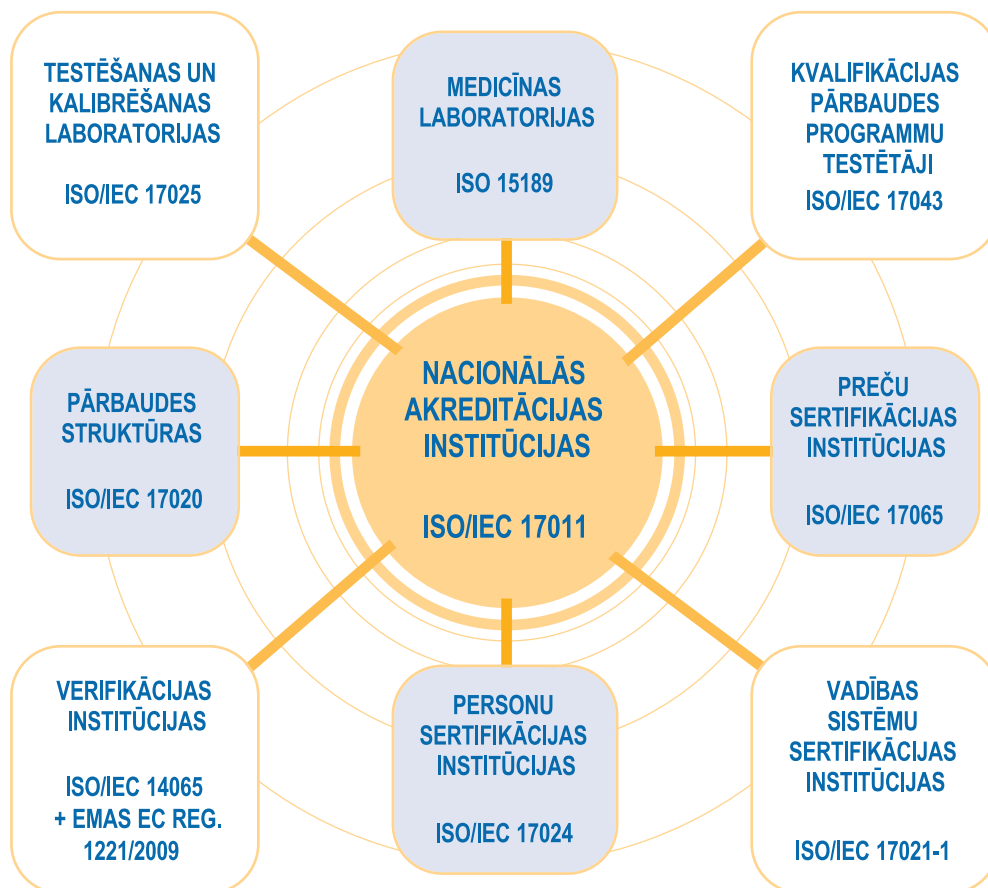 TESTĒŠANAS UN
KALIBRĒŠANAS
LABORATORIJAS
ISO/IEC 17025
MEDICĪNAS
LABORATORIJAS
ISO 15189
KVALIFIKĀCIJAS
PĀRBAUDES
PROGRAMMU
TESTĒTĀJI
ISO/IEC 17043
PĀRBAUDES
STRUKTŪRAS
ISO/IEC 17020
NACIONĀLĀS
AKREDITĀCIJAS
INSTITŪCIJAS
ISO/IEC 17011
PREČU
SERTIFIKĀCIJAS
INSTITŪCIJAS
ISO/IEC 17065
VERIFIKĀCIJAS
INSTITŪCIJAS
ISO/IEC 14065
+ EMAS EC REG.
1221/2009
PERSONU
SERTIFIKĀCIJAS
INSTITŪCIJAS
ISO/IEC 17024
VADĪBAS
SISTĒMU
SERTIFIKĀCIJAS
INSTITŪCIJAS
ISO/IEC 17021-1